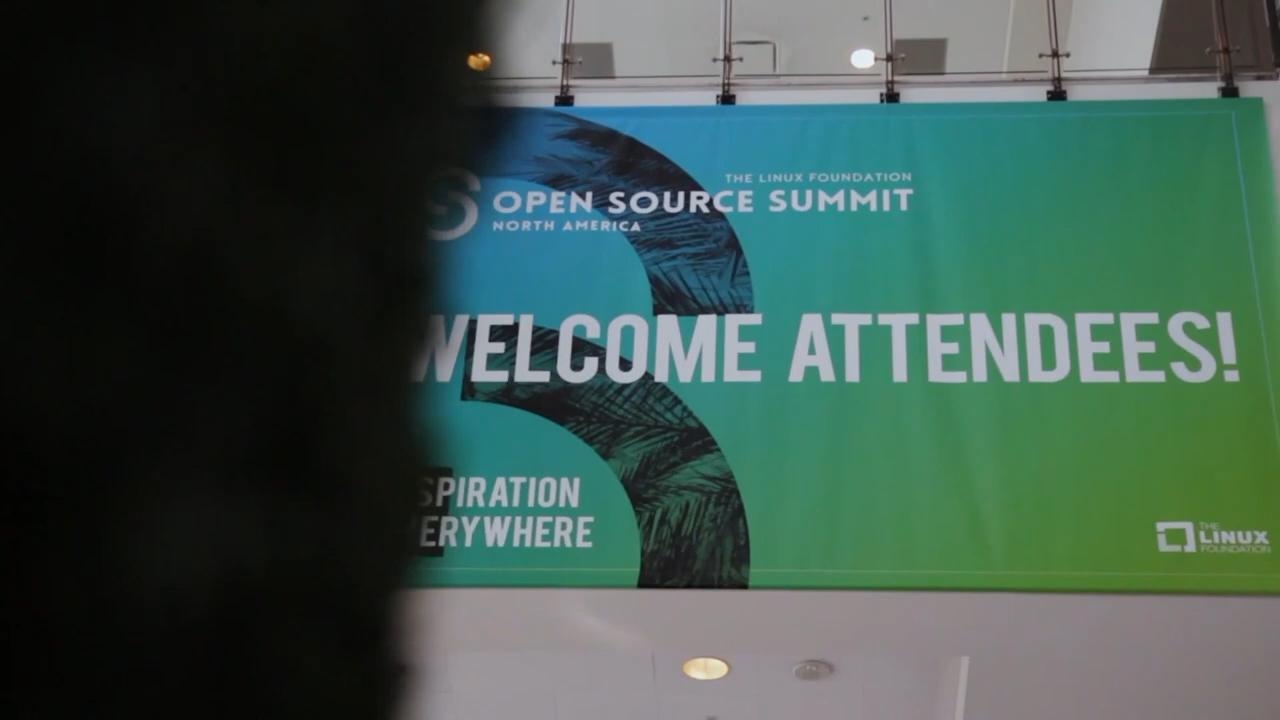 THE LINUX FOUNDATION
S OPEN SOURCE SUMMIT
NORTH AMERICA
WELCOME ATTENDEES!
SPIRATION
ERYWHERE
THE
LINUX
FOUNDATION